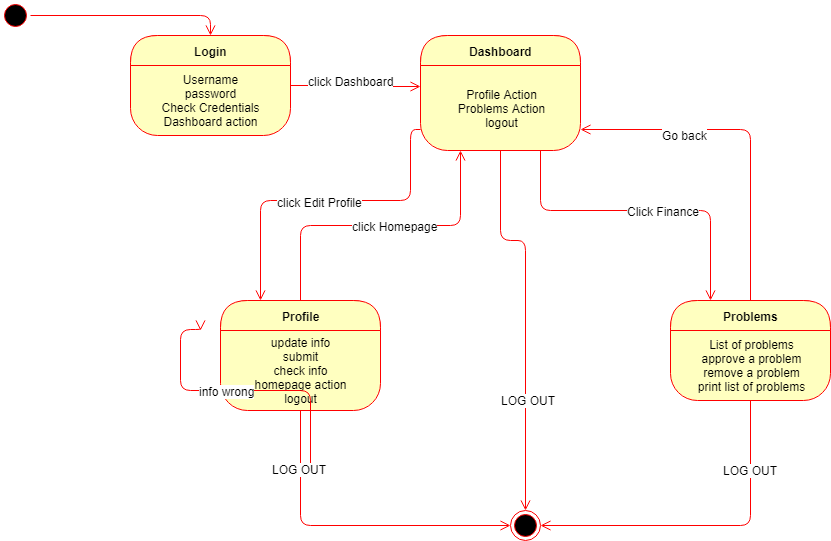 Login
Username
password
Check Credentials
Dashboard action
click Dashboard
Dashboard
Profile Action
Problems Action
logout
Go back
click Edit Profile
click Homepage
Click Finance
Profile
update info
submit
check info
homepage action
logout
info wrong
Problems
List of problems
approve a problem
remove a problem
print list of problems
LOG OUT
LOG OUT
LOG OUT